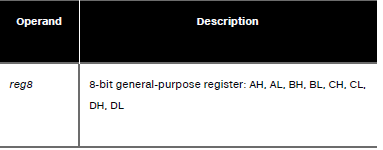 Operand Description
reg8 8-bit general-purpose register: AH, AL, BH, BL, CH, CL,
DH, DL